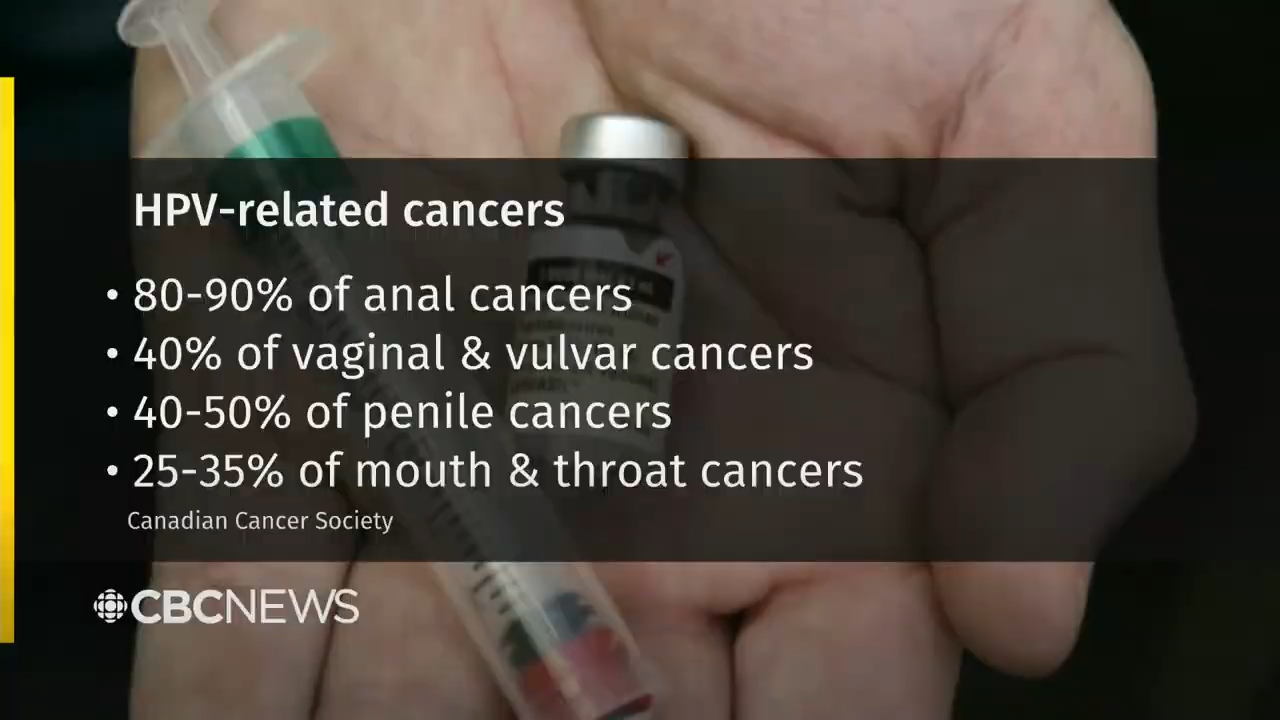 HPV-related cancers
• 80-90% of anal cancers
• 40% of vaginal & vulvar cancers
• 40-50% of penile cancers
• 25-35% of mouth & throat cancers
Canadian Cancer Society
CBCNEWS